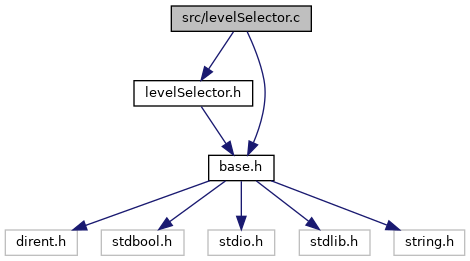 src/levelSelector.c
levelSelector.h
base.h
dirent.h
stdbool.h
stdio.h
stdlib.h
string.h